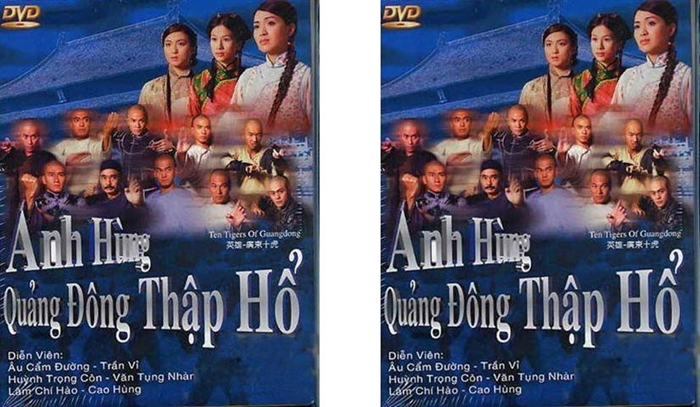 DVD
Ten Tigers Of Guangdong
英雄-廣東十虎
Anh Hùng
Quảng Đông Thập Hổ
Diễn Viên:
Âu Cẩm Đường - Trần Vĩ
Huỳnh Trọng Côn - Văn Tụng Nhàn
Lâm Chí Hào - Cao Hùng
DVD
Ten Tigers Of Guangdong
英雄-廣東十虎
Anh Hùng
Quảng Đông Thập Hổ
Diễn Viên:
Âu Cẩm Đường - Trần Vĩ
Huỳnh Trọng Côn - Văn Tụng Nhàn
Lâm Chí Hào - Cao Hùng